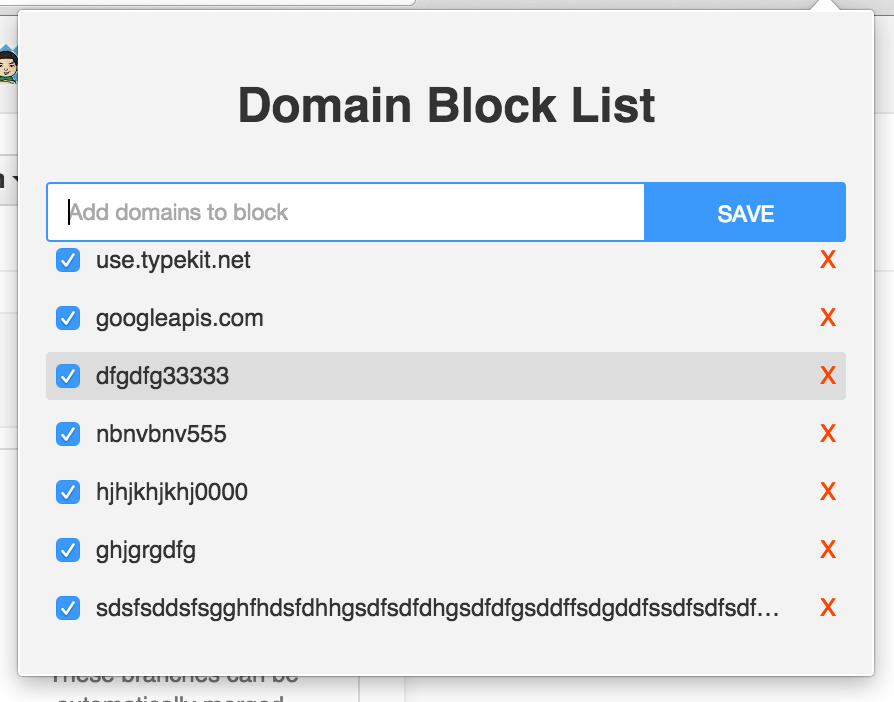 Domain Block List
Add domains to block
SAVE
use.typekit.net X
googleapis.com X
dfgdfg33333 X
nbnvbnv555 X
hjhjkhjkhj0000 X
ghjgrgdfg X
sdsfsddsfsgghfhdsfdhhgsdfsdfdhgsdfdfgsddffsdgddfssdfsdfsdf… X
These branches can be
automatically merged